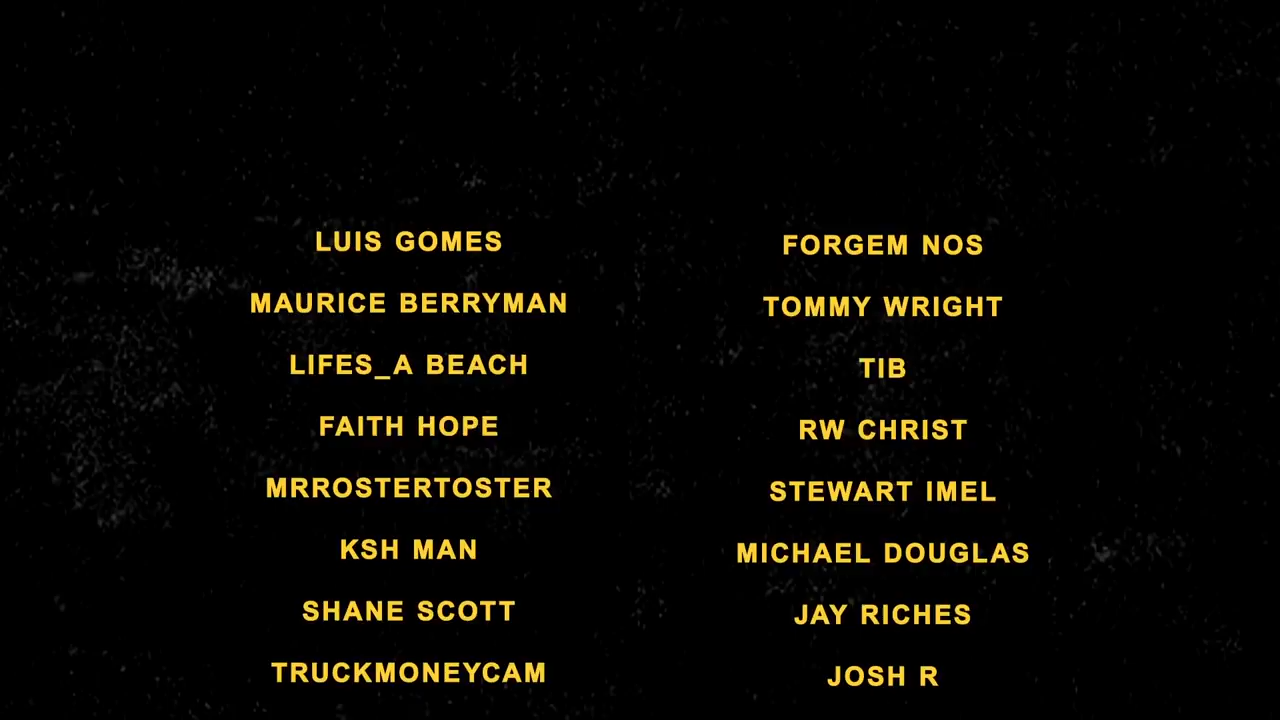 LUIS GOMES
MAURICE BERRYMAN
LIFES_A BEACH
FAITH HOPE
MRROSTERTOSTER
KSH MAN
SHANE SCOTT
TRUCKMONEYCAM
FORGEM NOS
TOMMY WRIGHT
TIB
RW CHRIST
STEWART IMEL
MICHAEL DOUGLAS
JAY RICHES
JOSH R